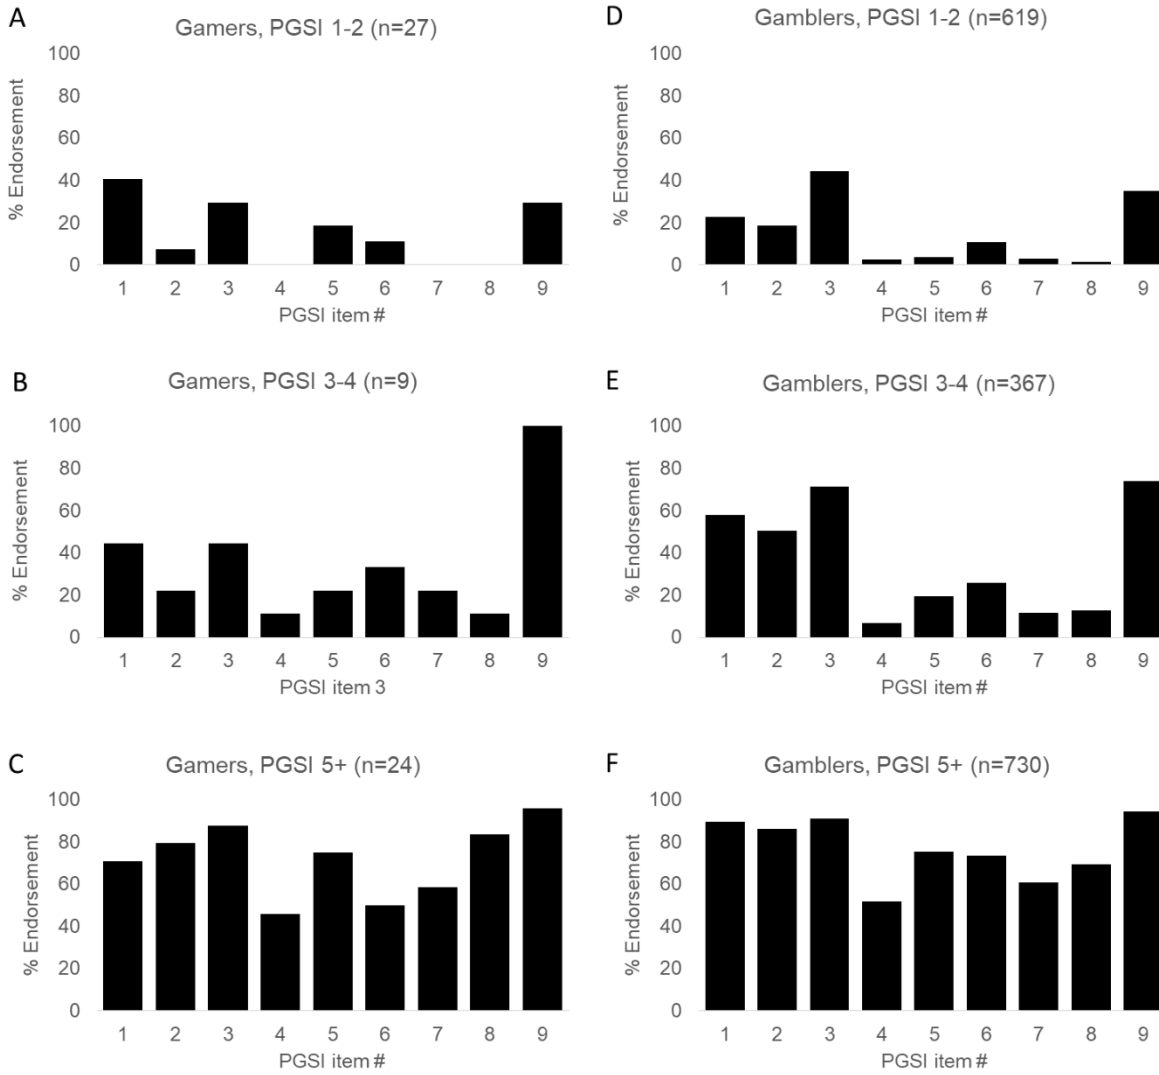 A
Gamers, PGSI 1-2 (n=27)
% Endorsement
100
80
60
40
20
0
1 2 3 4 5 6 7 8 9
PGSI item #
B
Gamers, PGSI 3-4 (n=9)
% Endorsement
100
80
60
40
20
0
1 2 3 4 5 6 7 8 9
PGSI item 3
C
Gamers, PGSI 5+ (n=24)
% Endorsement
100
80
60
40
20
0
1 2 3 4 5 6 7 8 9
PGSI item #
D
Gamblers, PGSI 1-2 (n=619)
% Endorsement
100
80
60
40
20
0
1 2 3 4 5 6 7 8 9
PGSI item #
E
Gamblers, PGSI 3-4 (n=367)
% Endorsement
100
80
60
40
20
0
1 2 3 4 5 6 7 8 9
PGSI item #
F
Gamblers, PGSI 5+ (n=730)
% Endorsement
100
80
60
40
20
0
1 2 3 4 5 6 7 8 9
PGSI item #